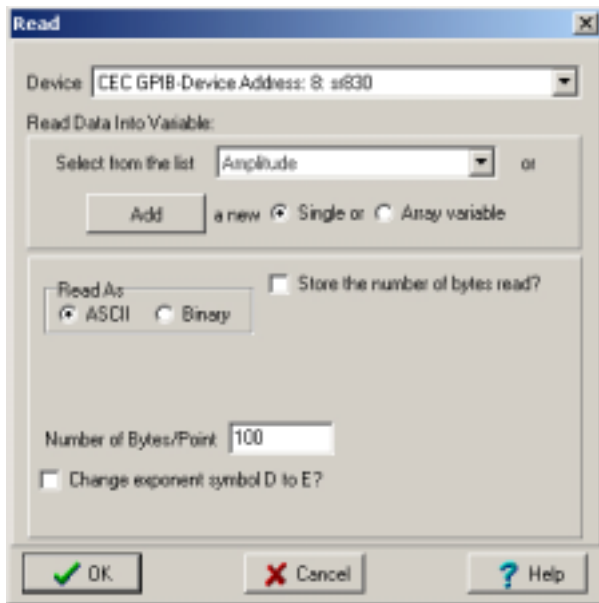 Read
Device CEC GPIB-Device Address: 8: sr830
Read Data Into Variable:
Select from the list Amplitude or
Add a new Single or Array variable
Read As
Store the number of bytes read?
ASCII Binary
Number of Bytes/Point 100
Change exponent symbol D to E?
OK Cancel Help